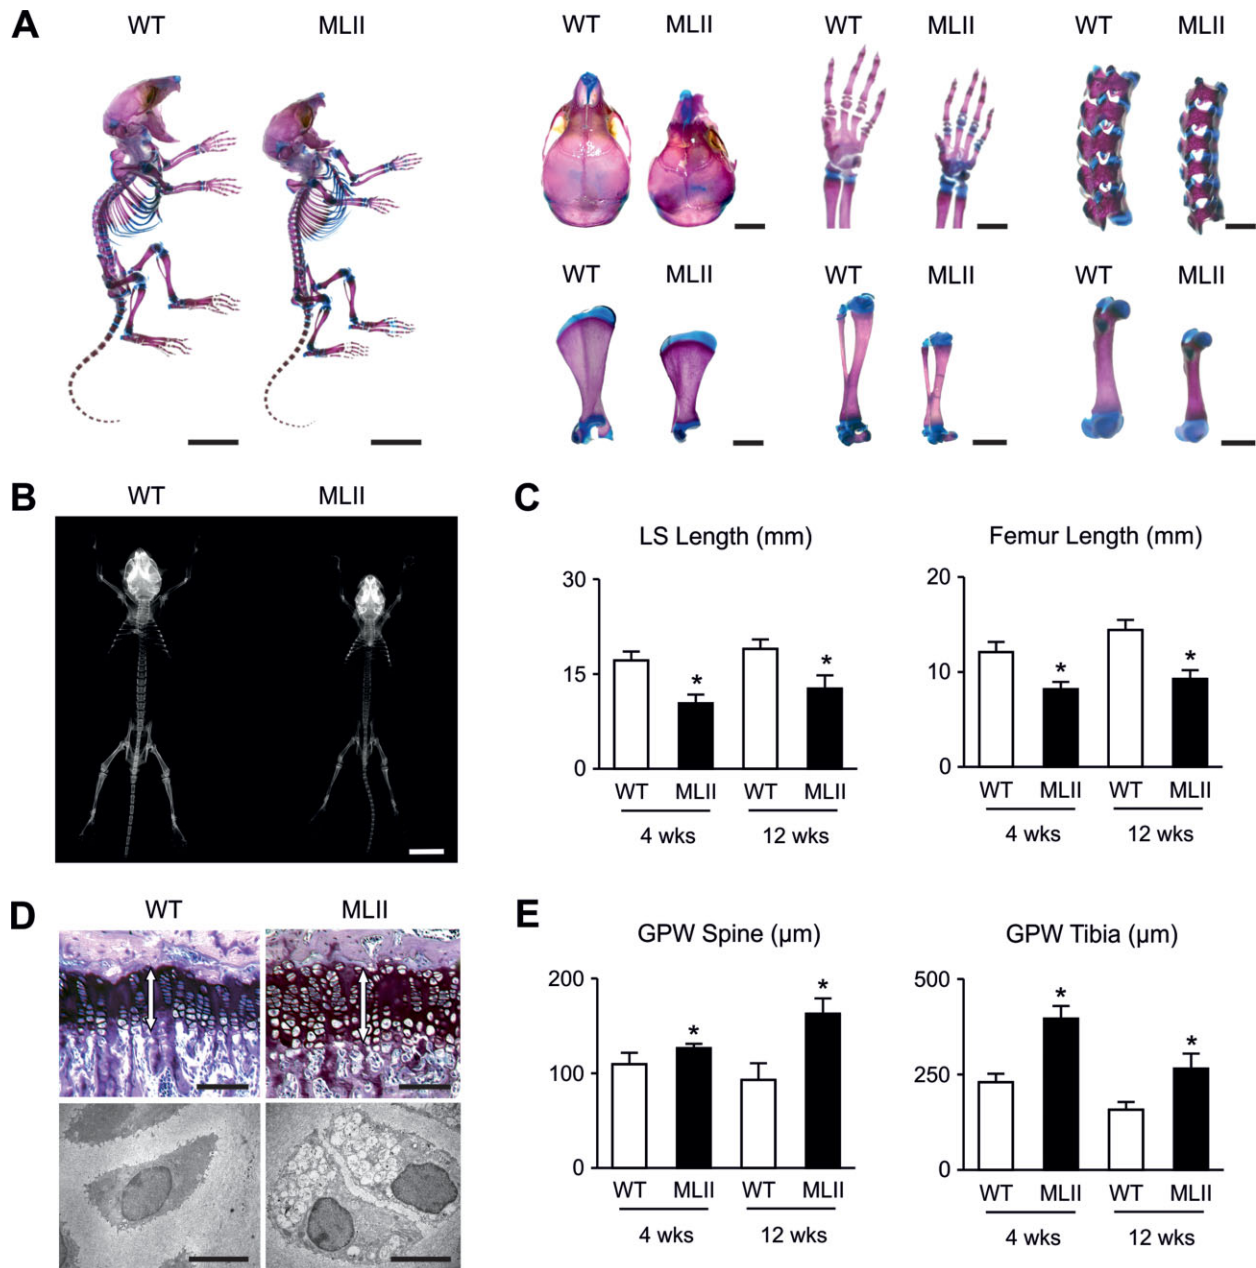 A
WT MLII
WT MLII WT MLII WT MLII
WT MLII WT MLII WT MLII
B
WT MLII
C
LS Length (mm)
30
15
0
WT MLII WT MLII
4 wks 12 wks
Femur Length (mm)
20
10
0
WT MLII WT MLII
4 wks 12 wks
D
WT MLII
E
GPW Spine (µm)
200
100
0
WT MLII WT MLII
4 wks 12 wks
GPW Tibia (µm)
500
250
0
WT MLII WT MLII
4 wks 12 wks